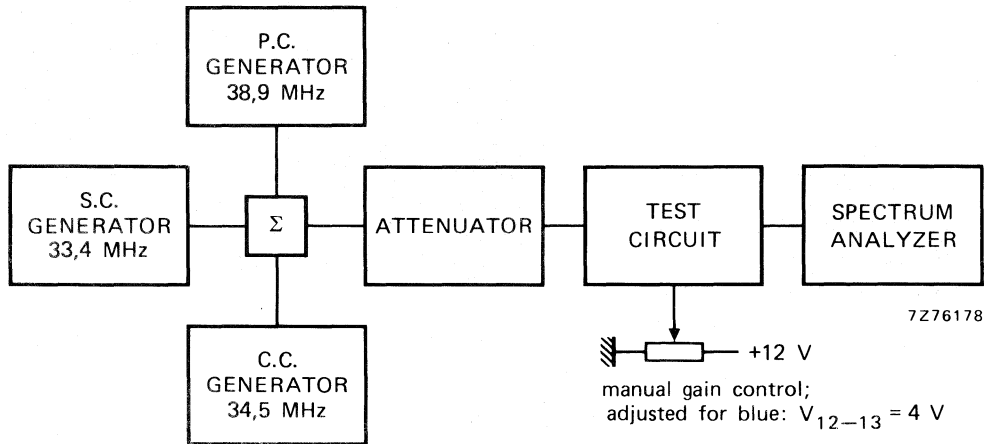 P.C.
GENERATOR
38,9 MHz
S.C.
GENERATOR
33,4 MHz
Σ
ATTENUATOR
TEST
CIRCUIT
SPECTRUM
ANALYZER
7Z76178
C.C.
GENERATOR
34,5 MHz
+12 V
manual gain control;
adjusted for blue: V12–13 = 4 V